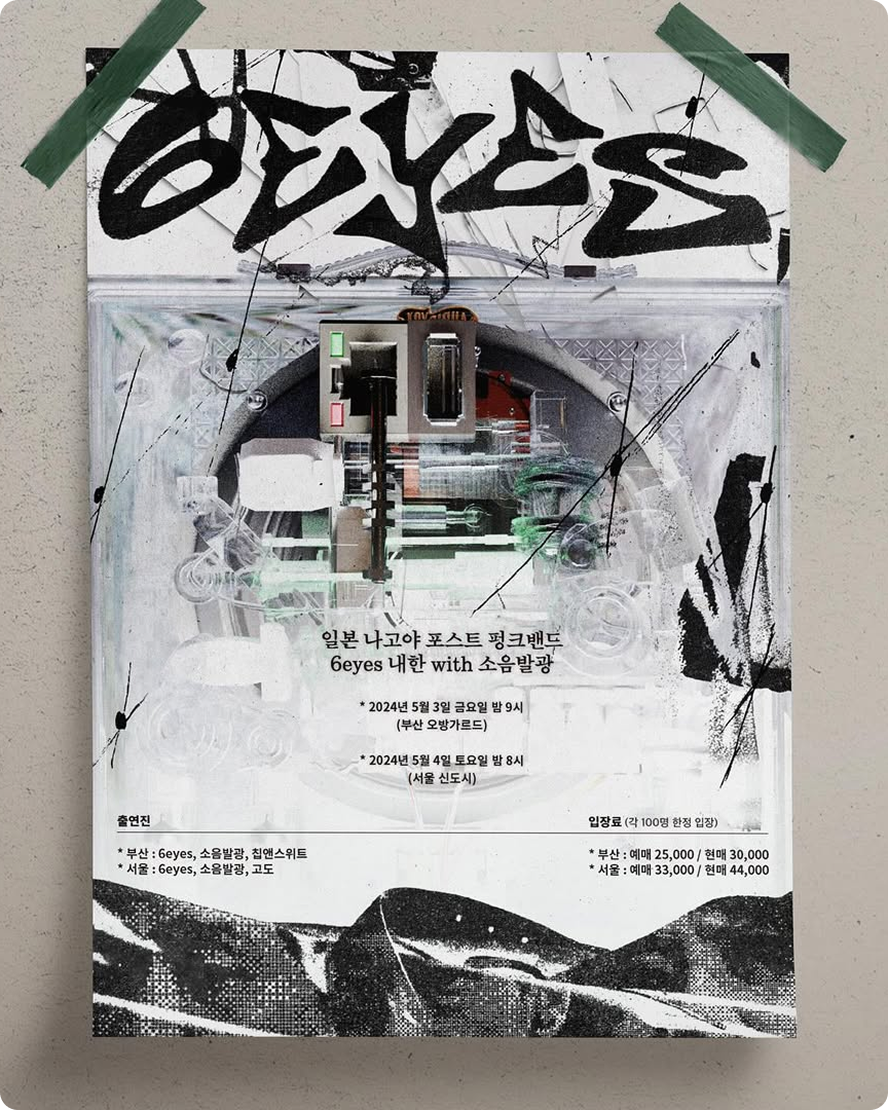 6EYES
일본 나고야 포스트 펑크밴드
6eyes 내한 with 소음발광
* 2024년 5월 3일 금요일 밤 9시
(부산 오방가르드)
* 2024년 5월 4일 토요일 밤 8시
(서울 신도시)
출연진
* 부산 : 6eyes, 소음발광, 칩앤스위트
* 서울 : 6eyes, 소음발광, 고도
입장료 (각 100명 한정 입장)
* 부산 : 예매 25,000 / 현매 30,000
* 서울 : 예매 33,000 / 현매 44,000